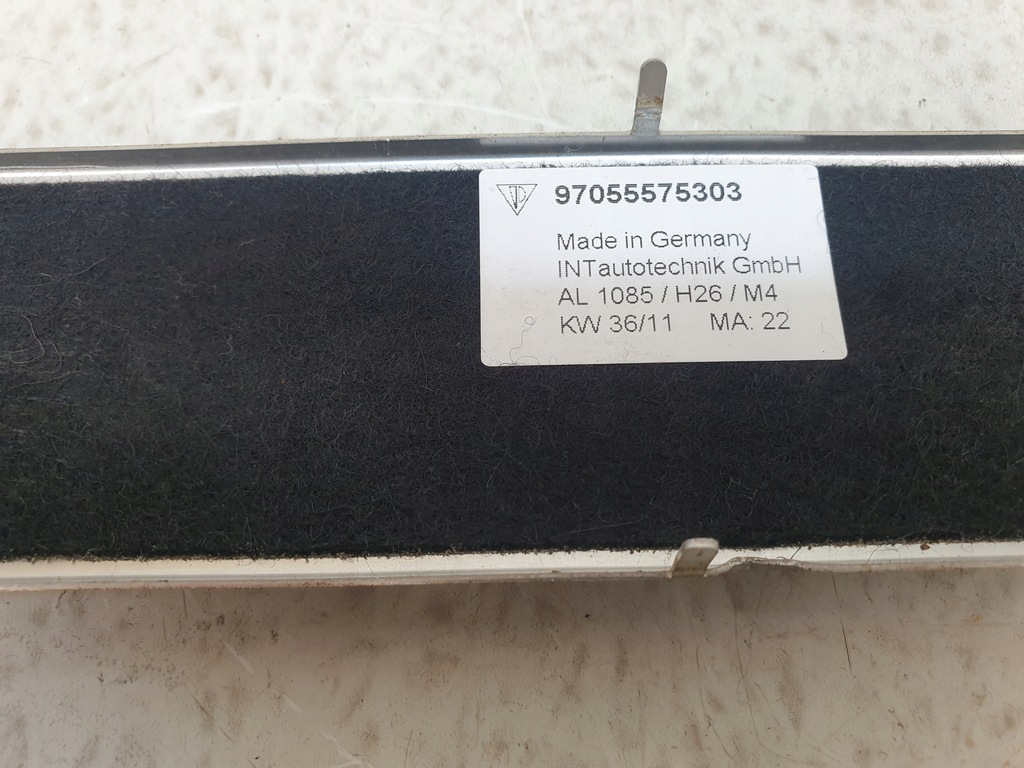 97055575303
Made in Germany
INTautotechnik GmbH
AL 1085 / H26 / M4
KW 36/11 MA: 22